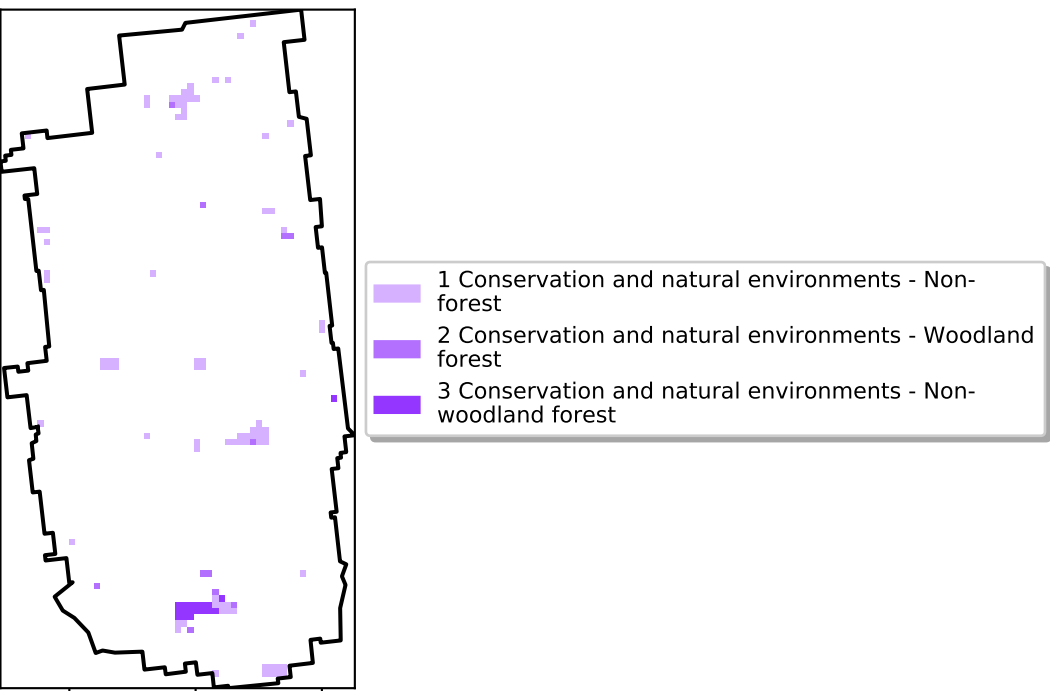 1 Conservation and natural environments - Non-
forest
2 Conservation and natural environments - Woodland
forest
3 Conservation and natural environments - Non-
woodland forest